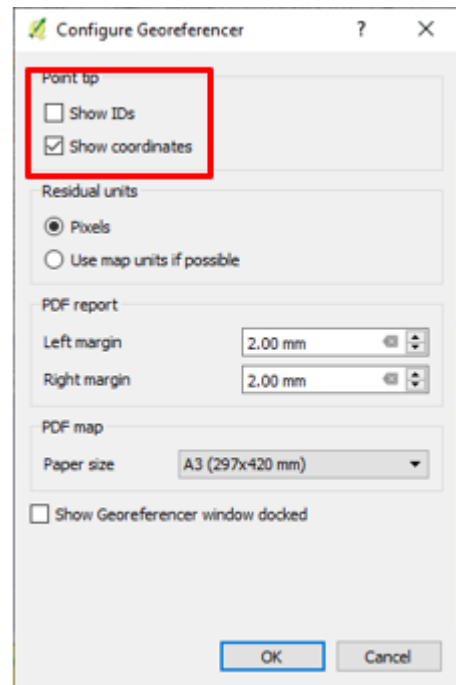 Configure Georeferencer ? ×
Point tip
Show IDs
Show coordinates
Residual units
Pixels
Use map units if possible
PDF report
Left margin 2.00 mm
Right margin 2.00 mm
PDF map
Paper size A3 (297x420 mm)
Show Georeferencer window docked
OK Cancel